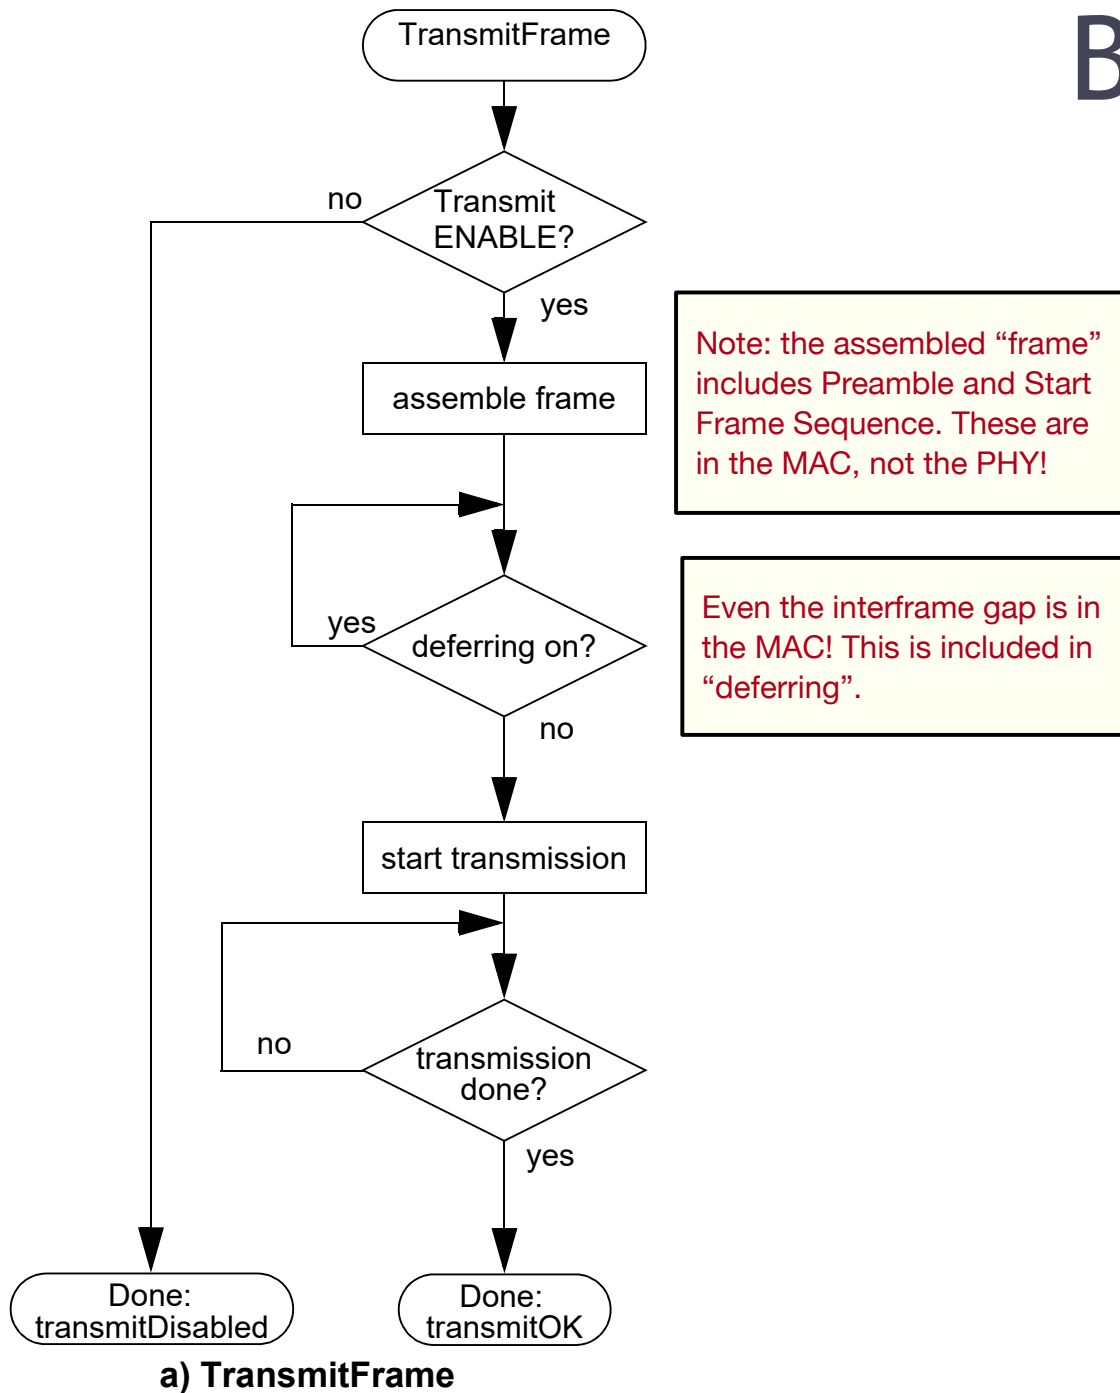 B
TransmitFrame
no
Transmit
ENABLE?
yes
Note: the assembled “frame”
includes Preamble and Start
Frame Sequence. These are
in the MAC, not the PHY!
assemble frame
Even the interframe gap is in
the MAC! This is included in
“deferring”.
yes
deferring on?
no
start transmission
no
transmission
done?
yes
Done:
transmitDisabled
Done:
transmitOK
a) TransmitFrame